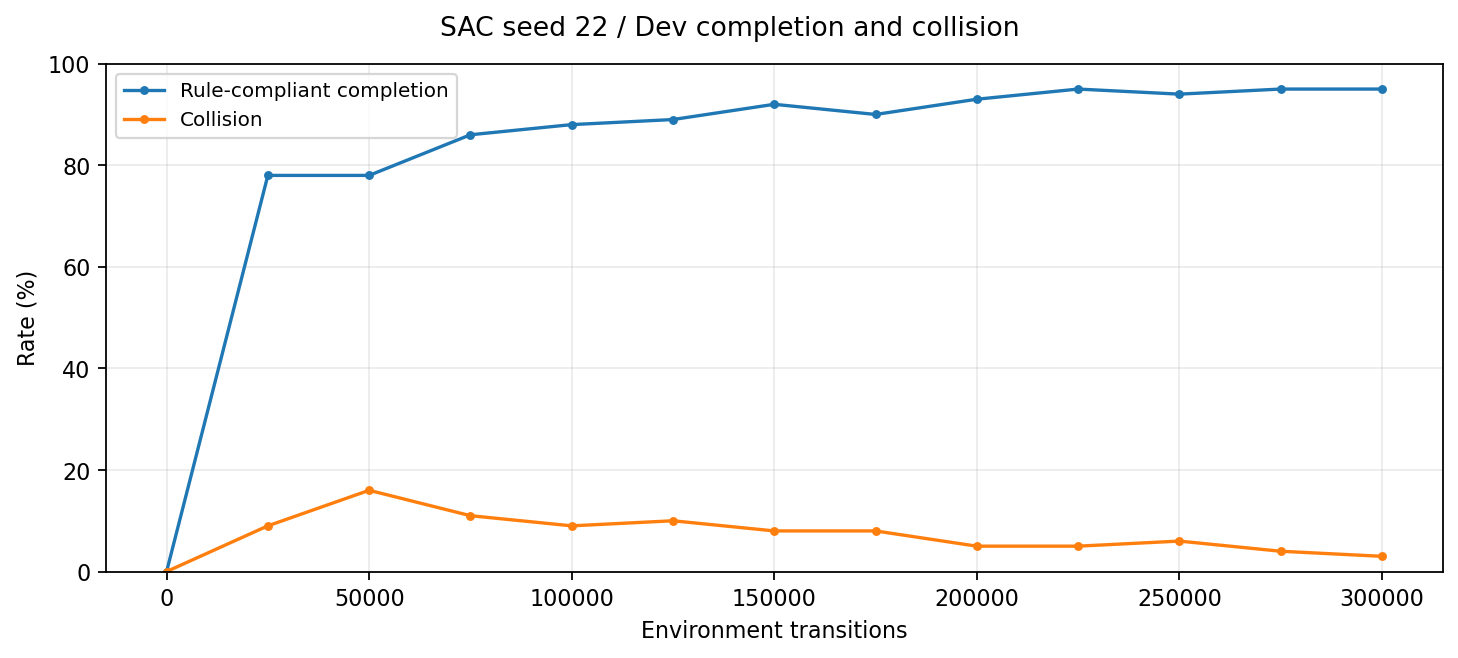 SAC seed 22 / Dev completion and collision
Rule-compliant completion
Collision
Rate (%)
100
80
60
40
20
0
0 50000 100000 150000 200000 250000 300000
Environment transitions